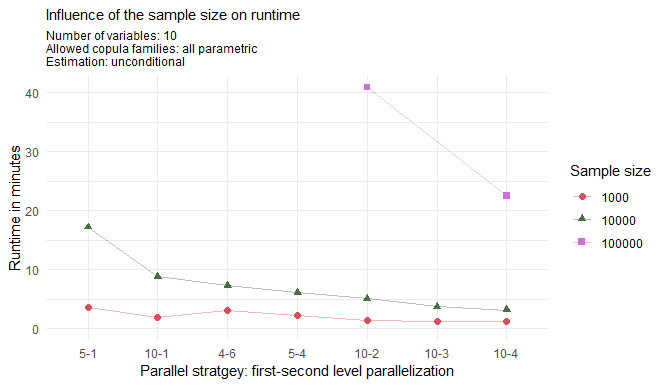 Influence of the sample size on runtime
Number of variables: 10
Allowed copula families: all parametric
Estimation: unconditional
40
30
20
10
0
Runtime in minutes
5-1 10-1 4-6 5-4 10-2 10-3 10-4
Parallel stratgey: first-second level parallelization
Sample size
1000
10000
100000